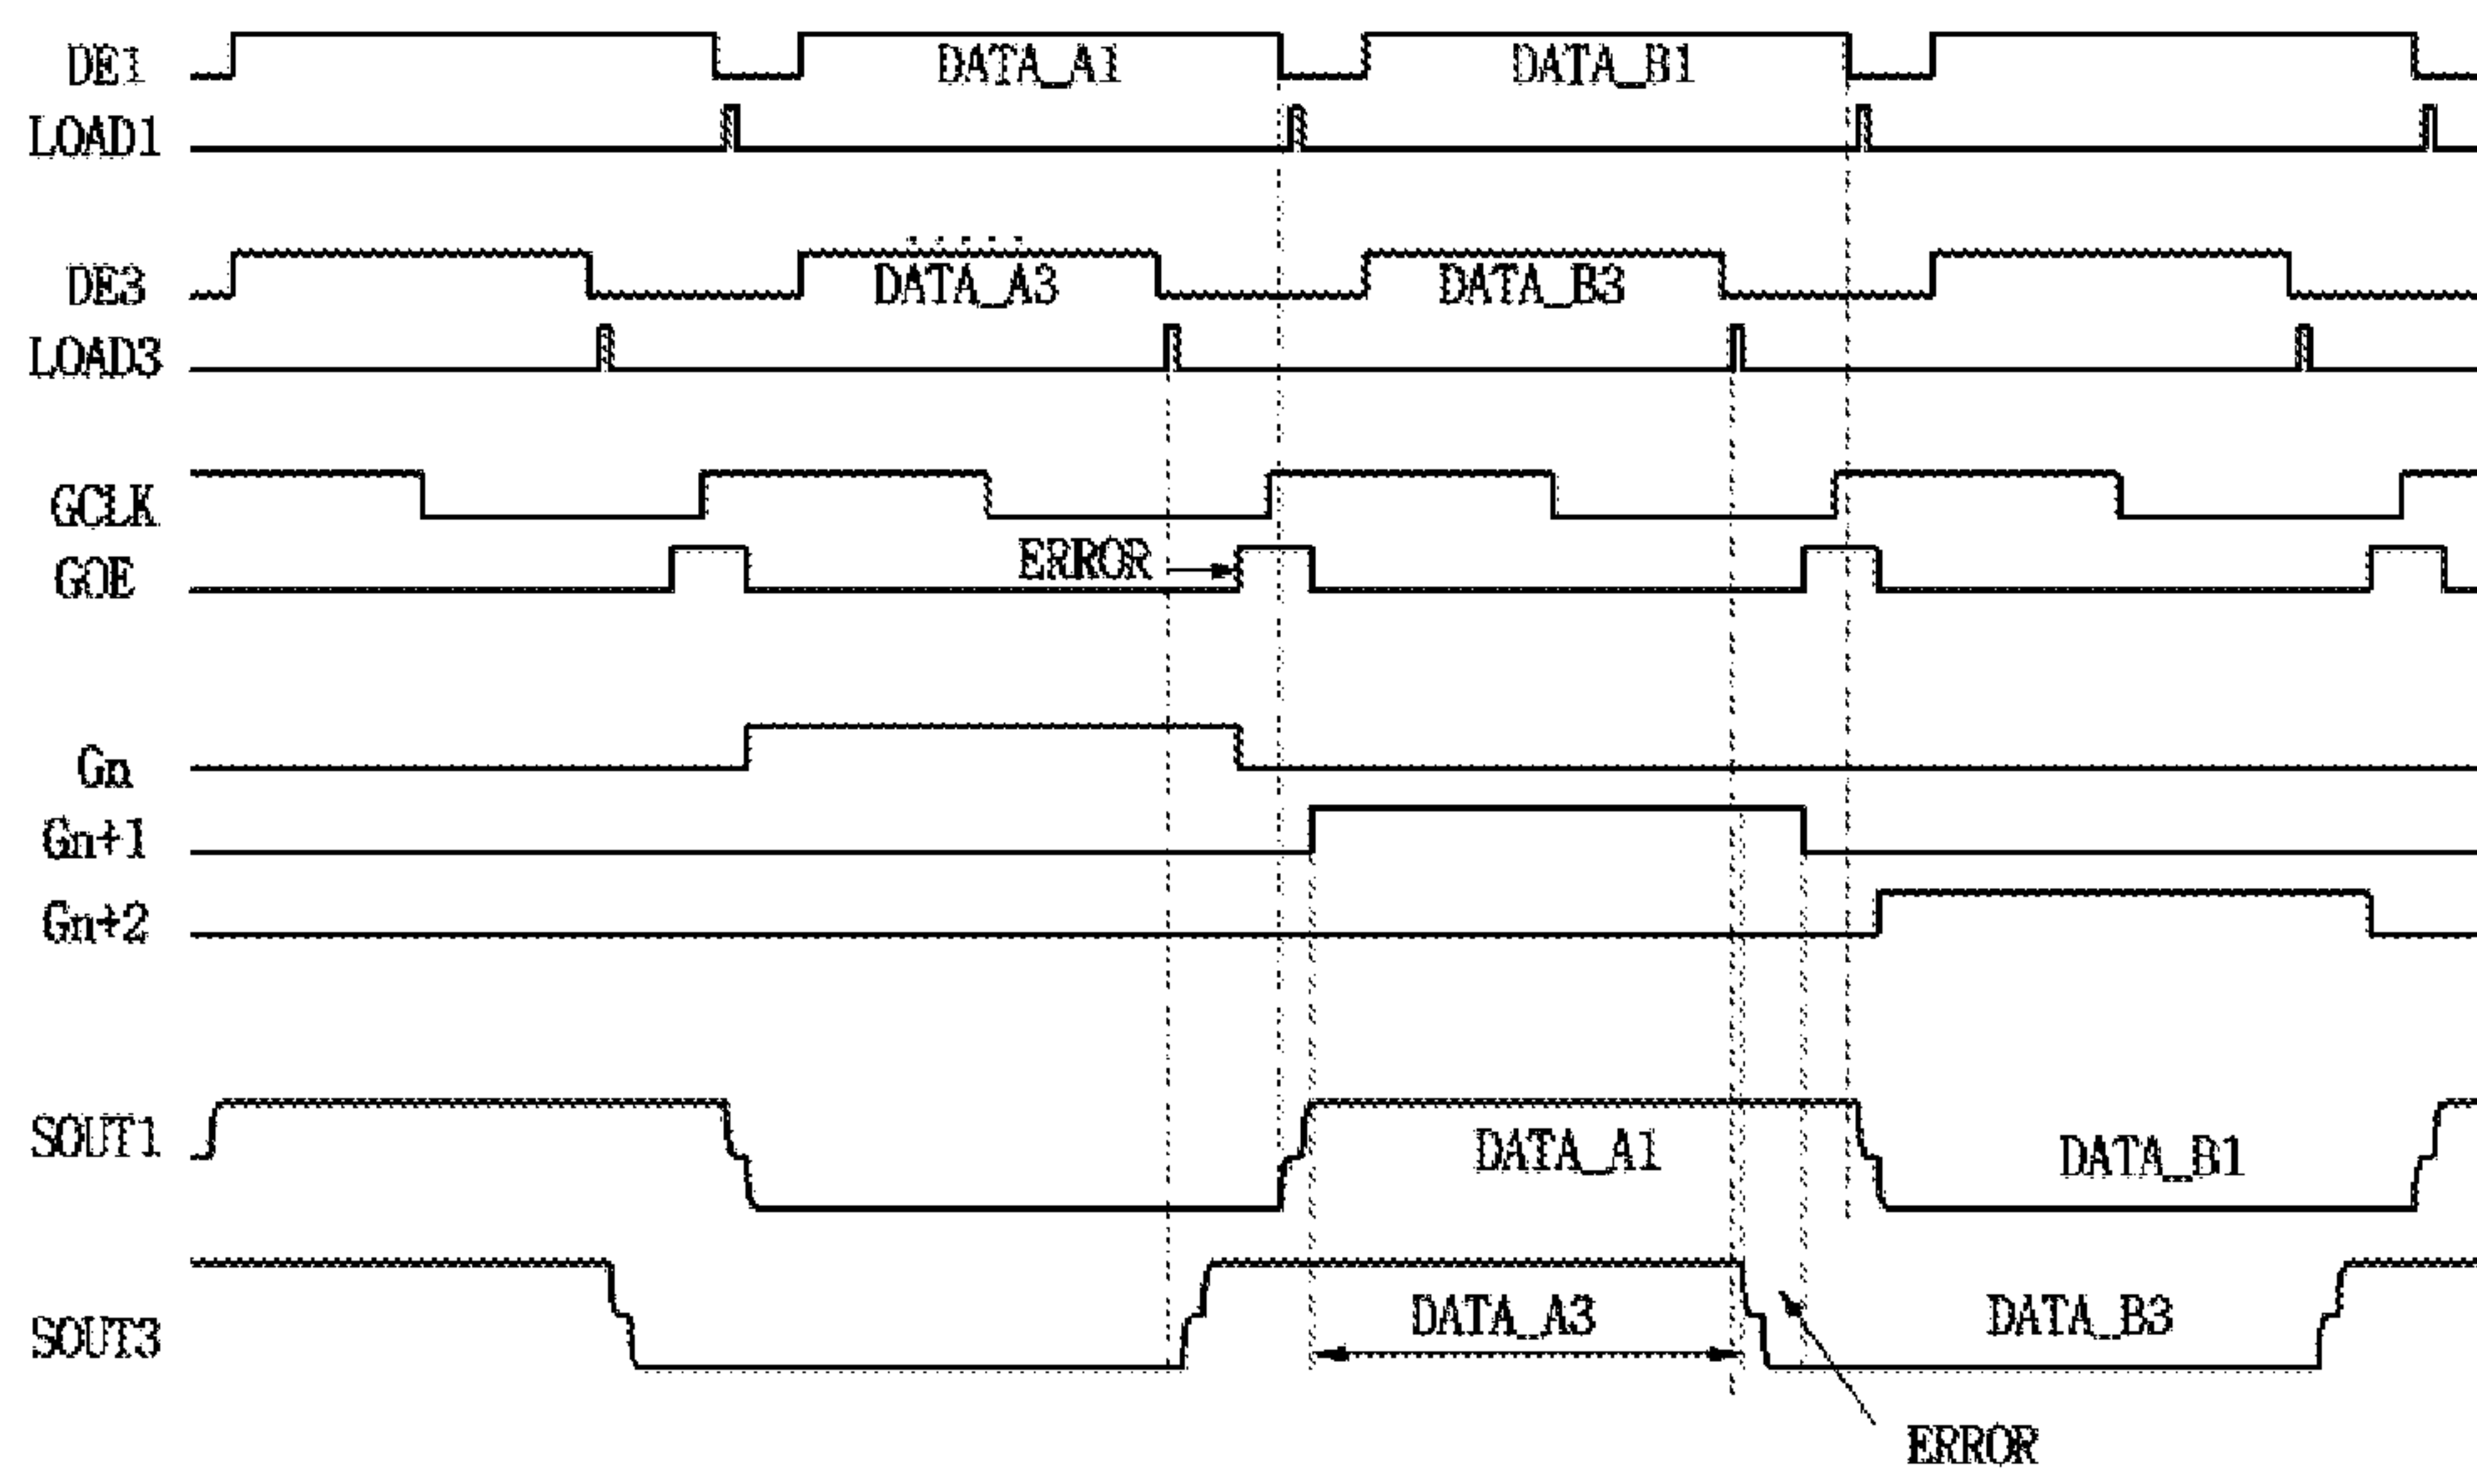 DE1 DATA_A1 DATA_B1
LOAD1
DE3 DATA_A3 DATA_B3
LOAD3
GCLK
GOE ERROR
Gn
Gn+1
Gn+2
SOUT1 DATA_A1 DATA_B1
SOUT3 DATA_A3 DATA_B3
ERROR